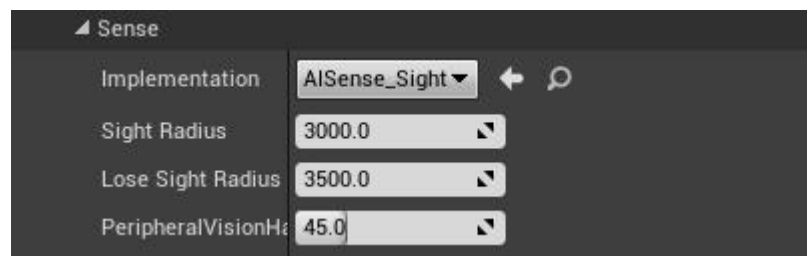 Sense
Implementation AISense_Sight
Sight Radius 3000.0
Lose Sight Radius 3500.0
PeripheralVisionHa 45.0